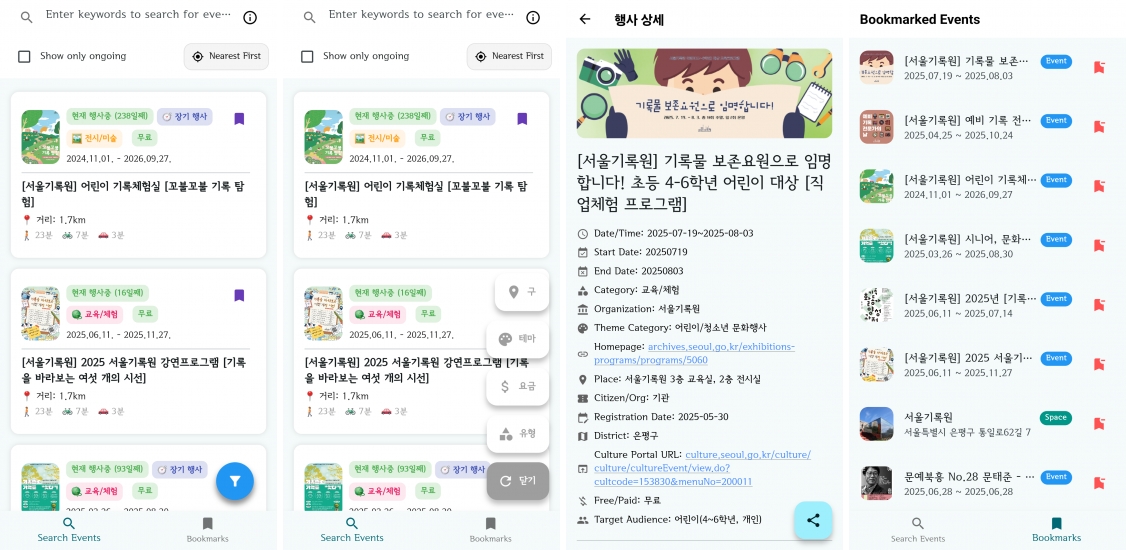 Enter keywords to search for eve…
Show only ongoing
Nearest First
현재 행사중 (238일째)
장기 행사
전시/미술
무료
2024.11.01. - 2026.09.27.
[서울기록원] 어린이 기록체험실 [꼬불꼬불 기록 탐
험]
거리: 1.7km
23분 7분 3분
현재 행사중 (16일째)
교육/체험
무료
2025.06.11. - 2025.11.27.
[서울기록원] 2025 서울기록원 강연프로그램 [기록
을 바라보는 여섯 개의 시선]
거리: 1.7km
23분 7분 3분
현재 행사중 (93일째)
장기 행사
교육/체험
무료
Search Events
Bookmarks
Enter keywords to search for eve…
Show only ongoing
Nearest First
현재 행사중 (238일째)
장기 행사
전시/미술
무료
2024.11.01. - 2026.09.27.
[서울기록원] 어린이 기록체험실 [꼬불꼬불 기록 탐
험]
거리: 1.7km
23분 7분 3분
현재 행사중 (16일째)
교육/체험
무료
2025.06.11. - 2025.11.27.
[서울기록원] 2025 서울기록원 강연프로그램 [기록
을 바라보는 여섯 개의 시선]
거리: 1.7km
23분 7분 3분
현재 행사중 (93일째)
장기 행사
교육/체험
무료
구
테마
요금
유형
닫기
Search Events
Bookmarks
행사 상세
기록물 보존요원으로 임명합니다!
[서울기록원] 기록물 보존요원으로 임명
합니다! 초등 4-6학년 어린이 대상 [직
업체험 프로그램]
Date/Time: 2025-07-19~2025-08-03
Start Date: 20250719
End Date: 20250803
Category: 교육/체험
Organization: 서울기록원
Theme Category: 어린이/청소년 문화행사
Homepage: archives.seoul.go.kr/exhibitions-
programs/programs/5060
Place: 서울기록원 3층 교육실, 2층 전시실
Citizen/Org: 기관
Registration Date: 2025-05-30
District: 은평구
Culture Portal URL: culture.seoul.go.kr/culture/
culture/cultureEvent/view.do?
cultcode=153830&menuNo=200011
Free/Paid: 무료
Target Audience: 어린이(4~6학년, 개인)
Bookmarked Events
[서울기록원] 기록물 보존…
Event
2025.07.19 ~ 2025.08.03
[서울기록원] 예비 기록 전…
Event
2025.04.25 ~ 2025.10.24
[서울기록원] 어린이 기록체…
Event
2024.11.01 ~ 2026.09.27
[서울기록원] 시니어, 문화…
Event
2025.03.26 ~ 2025.08.30
[서울기록원] 2025년 [기록…
Event
2025.06.11 ~ 2025.07.14
[서울기록원] 2025 서울기…
Event
2025.06.11 ~ 2025.11.27
서울기록원
Space
서울특별시 은평구 통일로62길 7
문예북흥 No.28 문태준 - …
Event
2025.06.28 ~ 2025.06.28
Search Events
Bookmarks